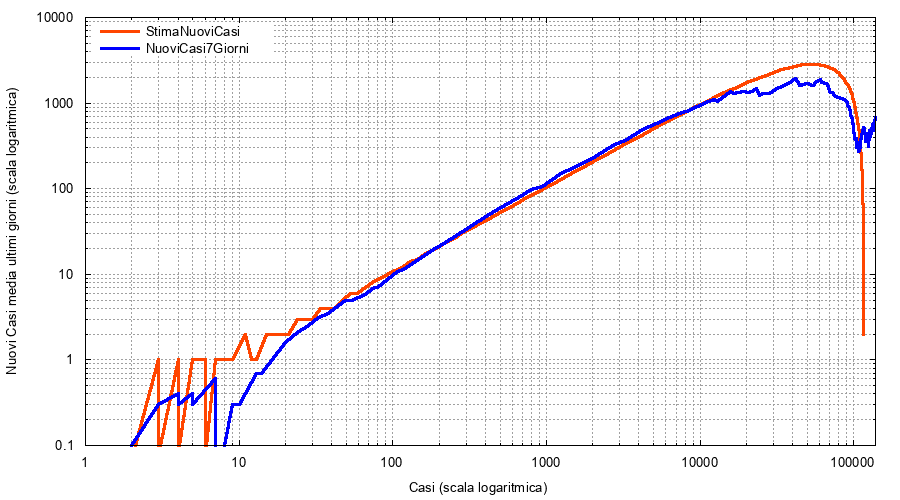 10000
StimaNuoviCasi
NuoviCasi7Giorni
1000
100
10
1
0.1
Nuovi Casi media ultimi giorni (scala logaritmica)
1 10 100 1000 10000 100000
Casi (scala logaritmica)